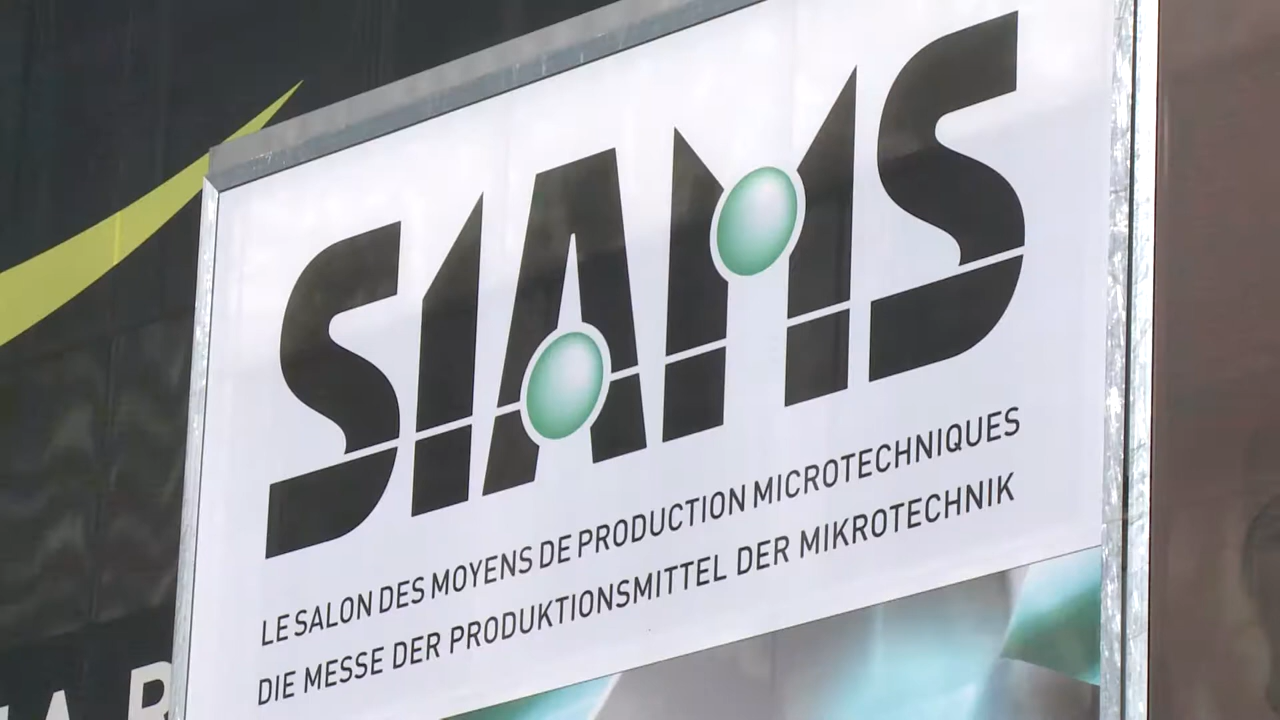 SIAMS
LE SALON DES MOYENS DE PRODUCTION MICROTECHNIQUES
DIE MESSE DER PRODUKTIONSMITTEL DER MIKROTECHNIK